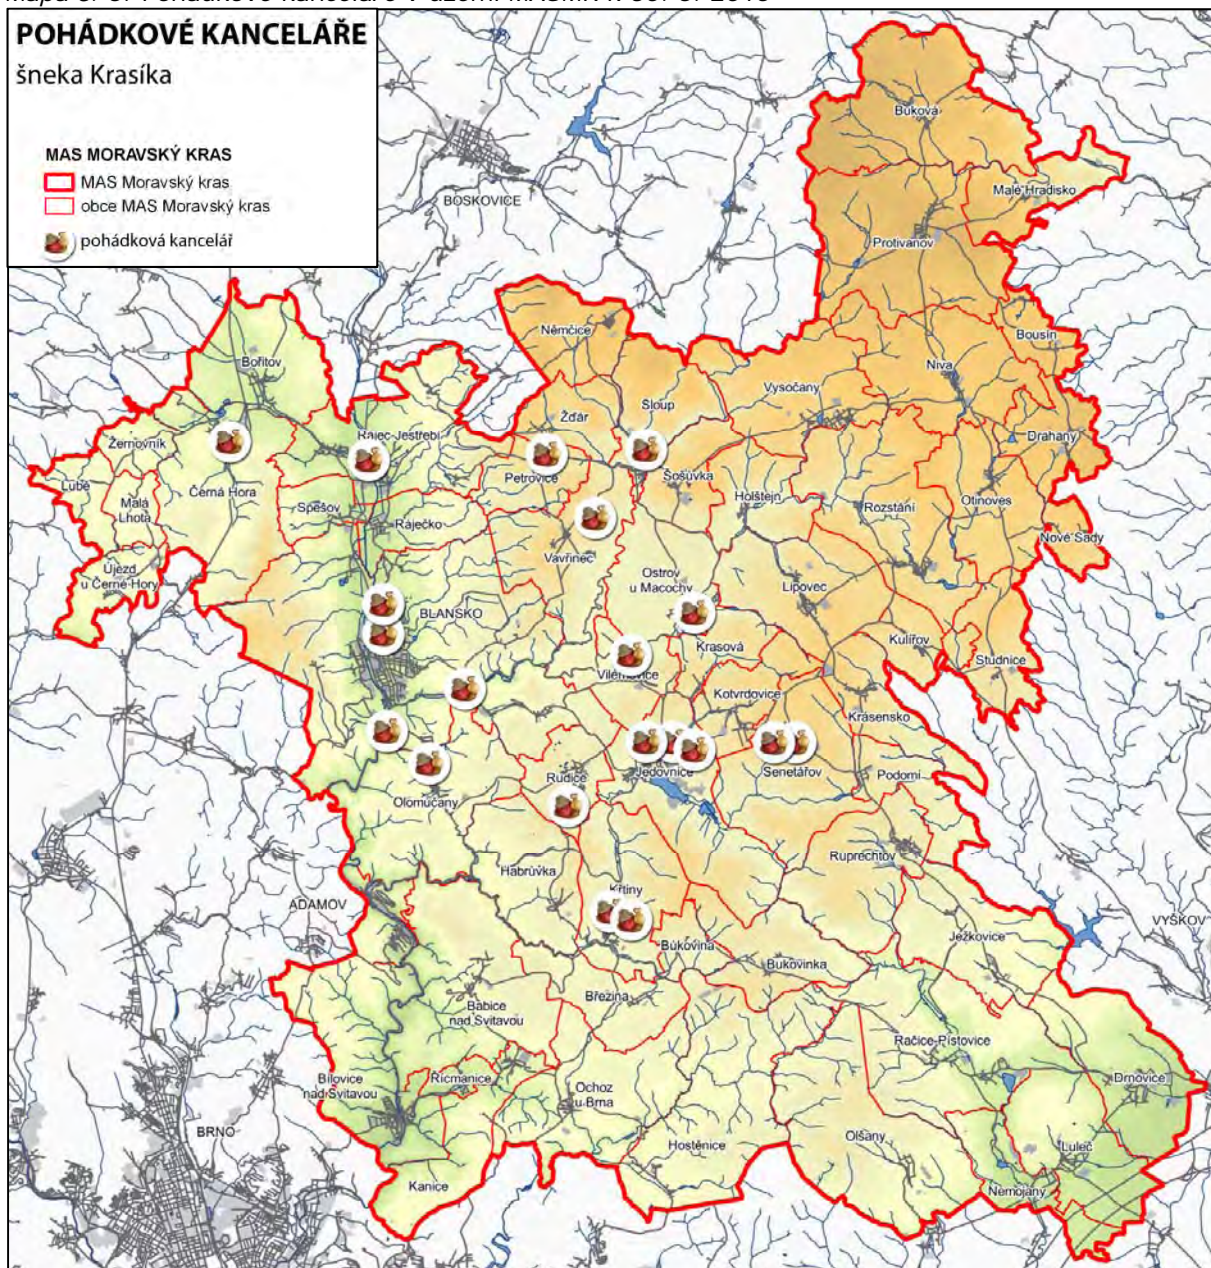 POHÁDKOVÉ KANCELÁŘE
šneka Krasíka
MAS MORAVSKÝ KRAS
MAS Moravský kras
obce MAS Moravský kras
pohádková kancelář
Buková
BOSKOVICE
Malé Hradisko
Protivanov
Němčice
Bousín
Bořitov
Niva
Vysočany
Sloup
Žďár
Drahany
Žernovník
Rájec-Jestřebí
Petrovice
Šošůvka
Lubě
Černá Hora
Holštejn
Otinoves
Malá
Lhota
Spešov
Ráječko
Rozstání
Nové Sady
Vavřinec
Újezd
u Černé Hory
Ostrov
u Macochy
Lipovec
BLANSKO
Krasová
Kulířov
Studnice
Vilémovice
Kotvrdovice
Krásensko
Rudice
Jedovnice
Senetářov
Podomí
Olomučany
Ruprechtov
Habrůvka
Křtiny
ADAMOV
VYŠKOV
Bukovina
Ježkovice
Bukovinka
Březina
Babice
nad Svitavou
Račice-Pístovice
Bílovice
nad Svitavou
Řícmanice
Drnovice
Ochoz
u Brna
BRNO
Hostěnice
Olšany
Luleč
Kanice
Nemojany